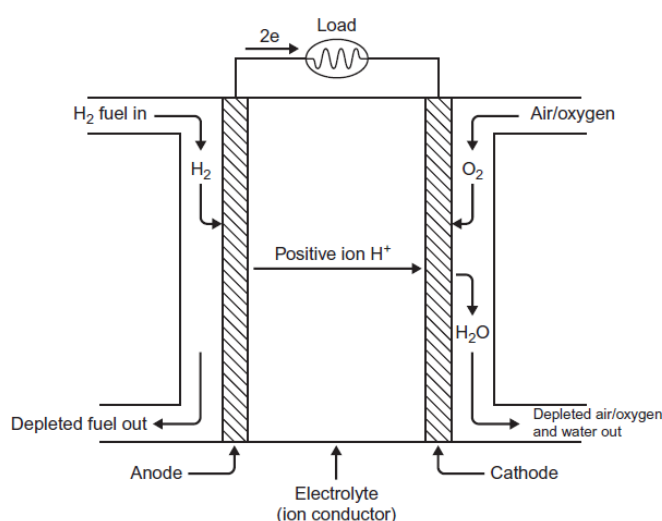 2e
Load
H₂ fuel in
Air/oxygen
H₂
O₂
Positive ion H⁺
H₂O
Depleted fuel out
Depleted air/oxygen
and water out
Anode
Cathode
Electrolyte
(ion conductor)